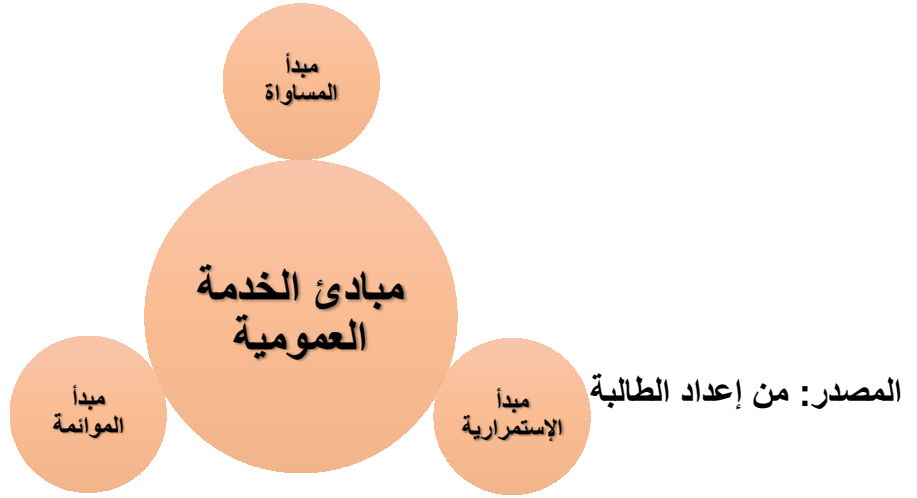 مبدأ
المساواة
مبادئ الخدمة
العمومية
مبدأ
الإستمرارية
مبدأ
الموائمة
المصدر: من إعداد الطالبة